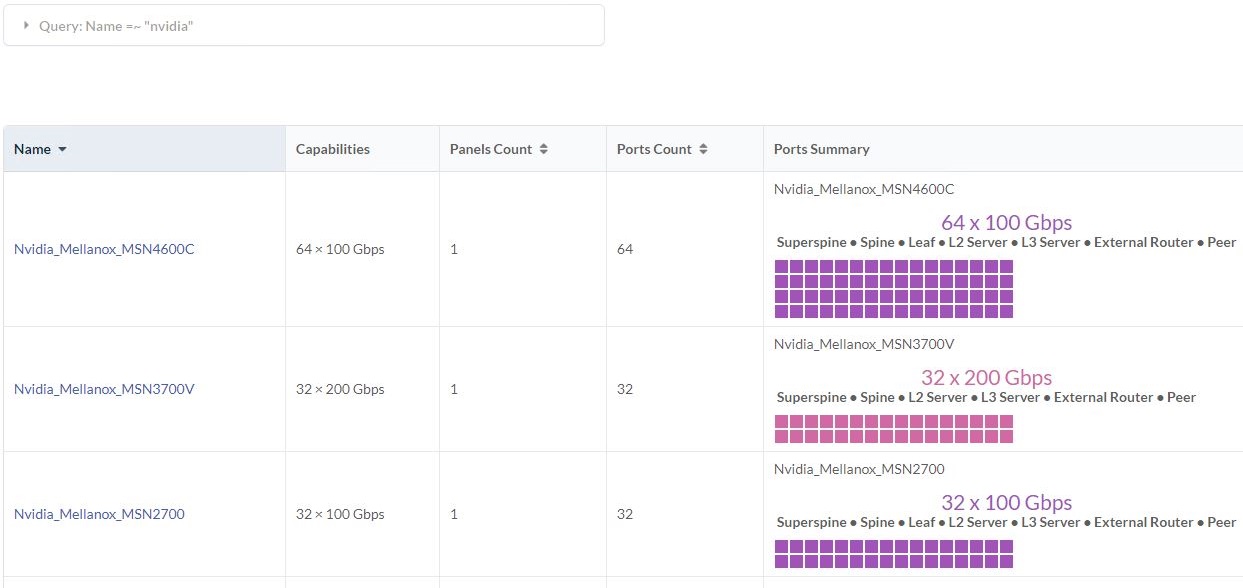 Query: Name =~ "nvidia"
Name Capabilities Panels Count Ports Count Ports Summary
Nvidia_Mellanox_MSN4600C
64 x 100 Gbps
Superspine ● Spine ● Leaf ● L2 Server ● L3 Server ● External Router ● Peer
Nvidia_Mellanox_MSN4600C 64 × 100 Gbps 1 64
Nvidia_Mellanox_MSN3700V
32 x 200 Gbps
Superspine ● Spine ● L2 Server ● L3 Server ● External Router ● Peer
Nvidia_Mellanox_MSN3700V 32 × 200 Gbps 1 32
Nvidia_Mellanox_MSN2700
32 x 100 Gbps
Superspine ● Spine ● Leaf ● L2 Server ● L3 Server ● External Router ● Peer
Nvidia_Mellanox_MSN2700 32 × 100 Gbps 1 32